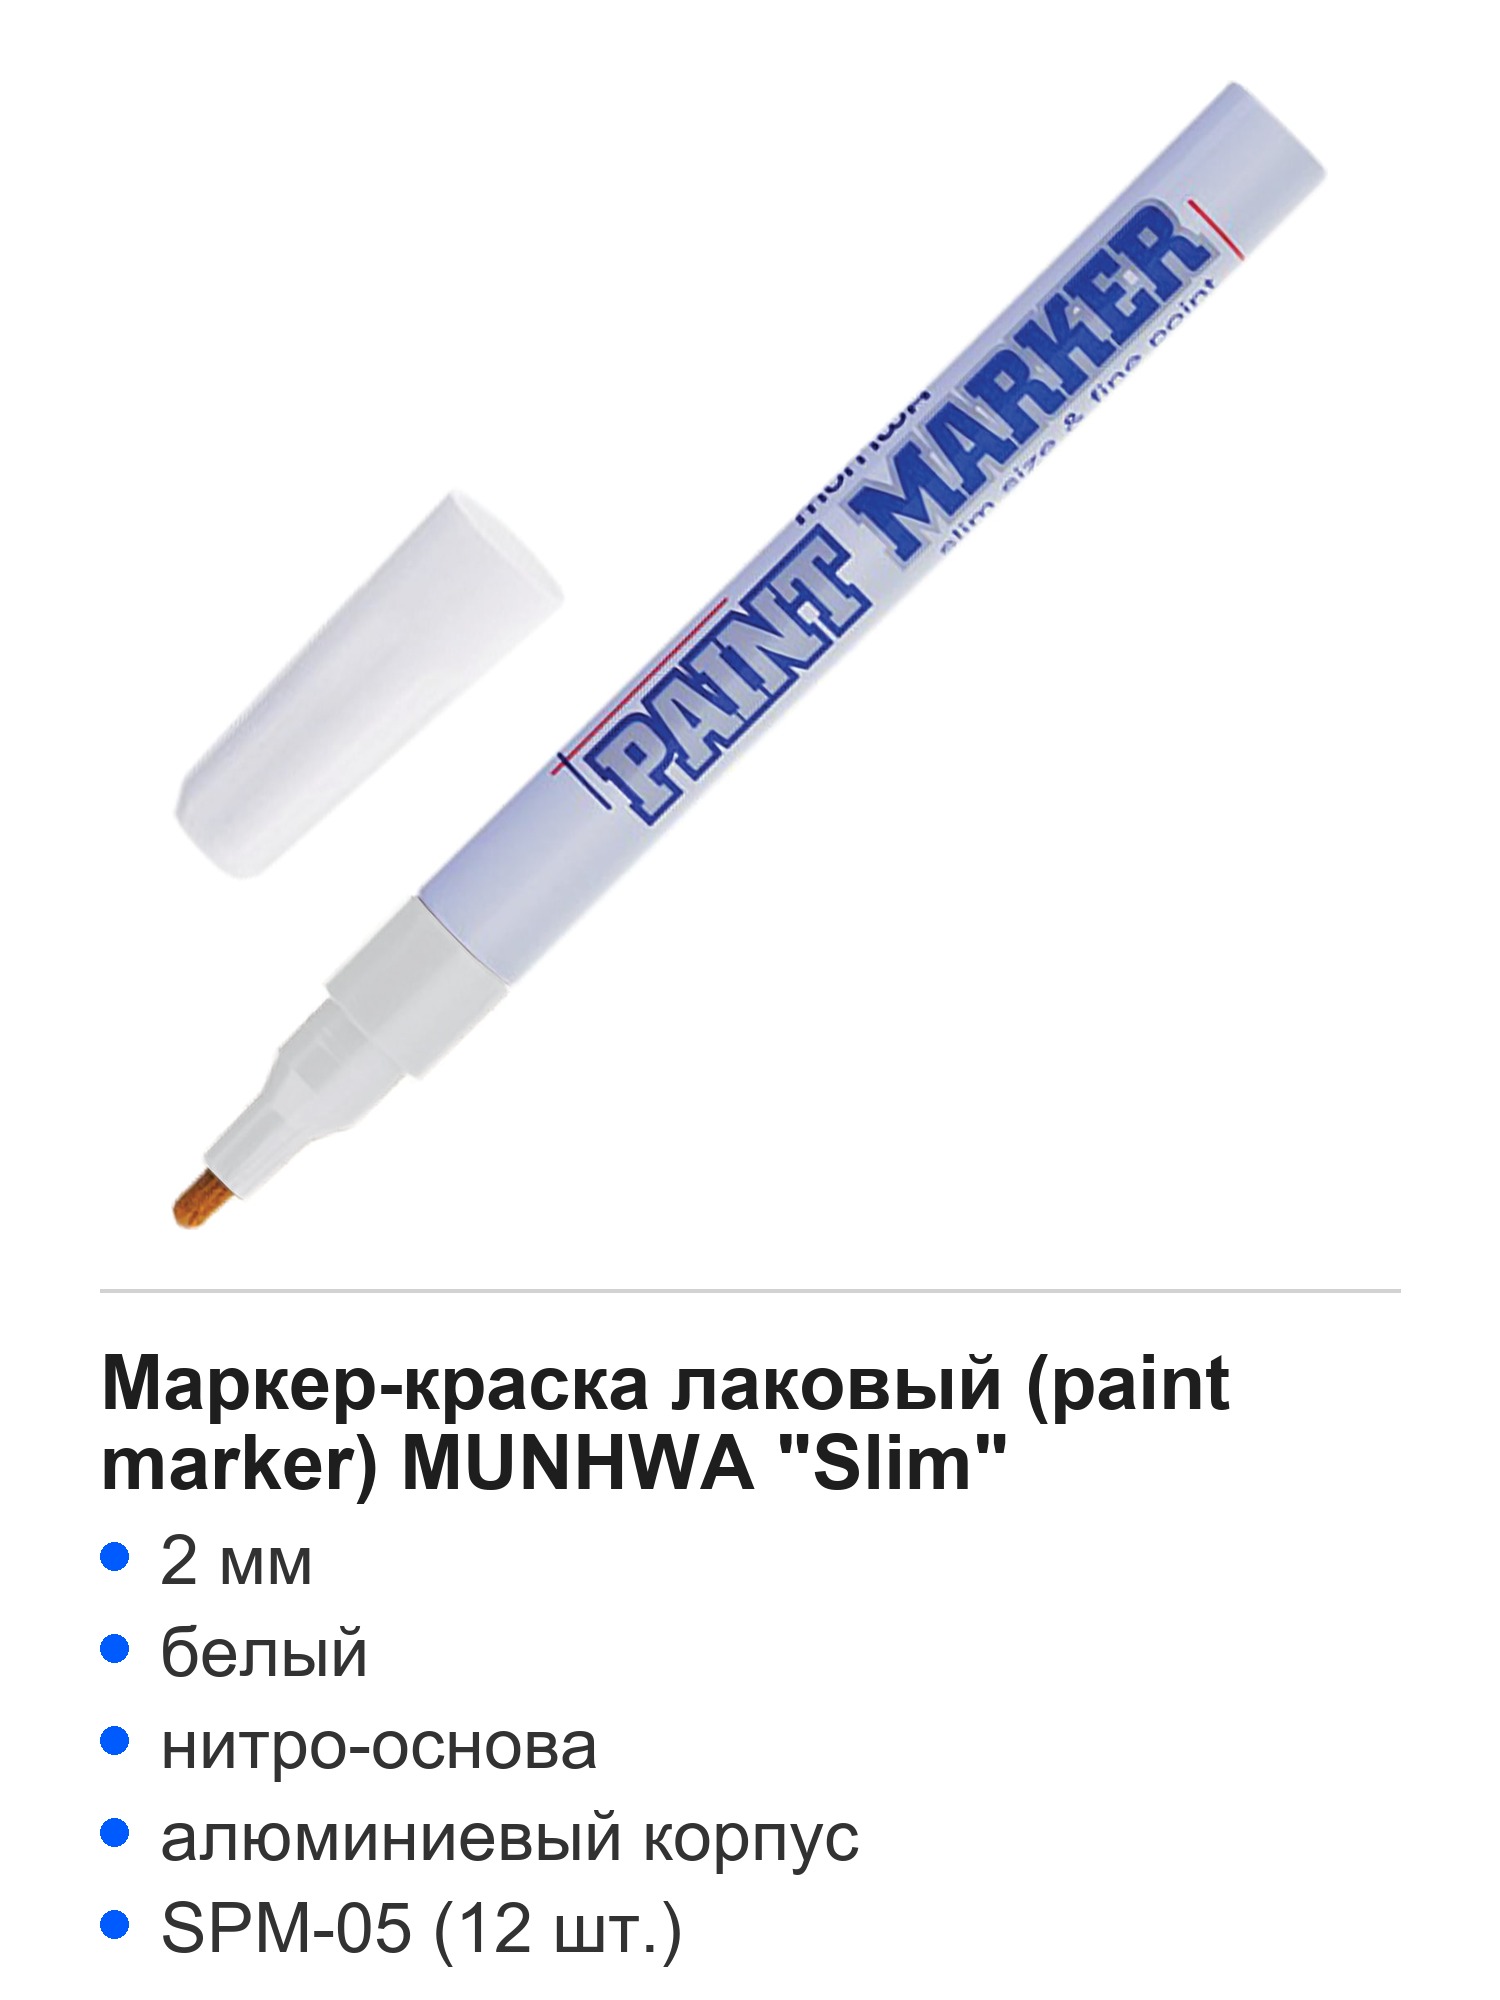 munhwa
PAINT MARKER
slim size & fine point
Маркер-краска лаковый (paint
marker) MUNHWA "Slim"
2 мм
белый
нитро-основа
алюминиевый корпус
SPM-05 (12 шт.)